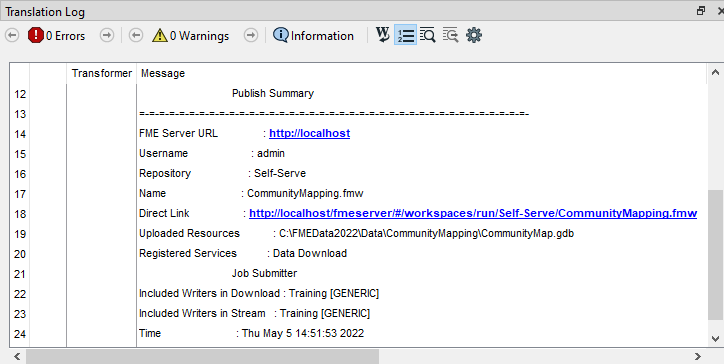 Translation Log
0 Errors 0 Warnings Information
Transformer Message
12 Publish Summary
13 =-=-=-=-=-=-=-=-=-=-=-=-=-=-=-=-=-=-=-=-=-=-=-=-=-=-=-=-=-=-=-=-=-=-=-=-=-=-=-
14 FME Server URL : http://localhost
15 Username : admin
16 Repository : Self-Serve
17 Name : CommunityMapping.fmw
18 Direct Link : http://localhost/fmeserver/#/workspaces/run/Self-Serve/CommunityMapping.fmw
19 Uploaded Resources : C:\FMEData2022\Data\CommunityMapping\CommunityMap.gdb
20 Registered Services : Data Download
21 Job Submitter
22 Included Writers in Download : Training [GENERIC]
23 Included Writers in Stream : Training [GENERIC]
24 Time : Thu May 5 14:51:53 2022